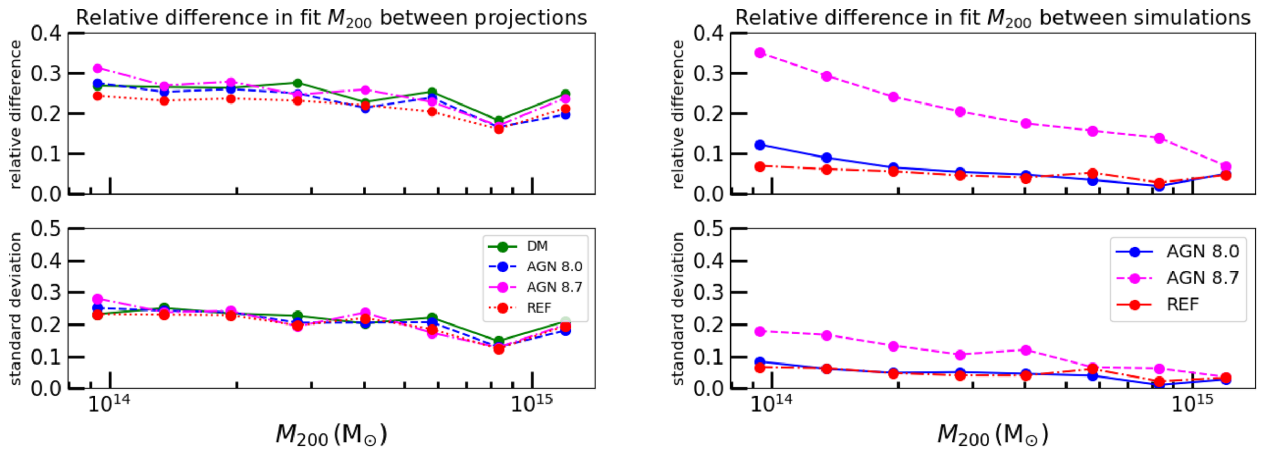 Relative difference in fit M200 between projections
relative difference
0.4
0.3
0.2
0.1
0.0
standard deviation
0.5
0.4
0.3
0.2
0.1
0.0
DM
AGN 8.0
AGN 8.7
REF
10^14
10^15
M200 (M⊙)
Relative difference in fit M200 between simulations
relative difference
0.4
0.3
0.2
0.1
0.0
standard deviation
0.5
0.4
0.3
0.2
0.1
0.0
AGN 8.0
AGN 8.7
REF
10^14
10^15
M200 (M⊙)